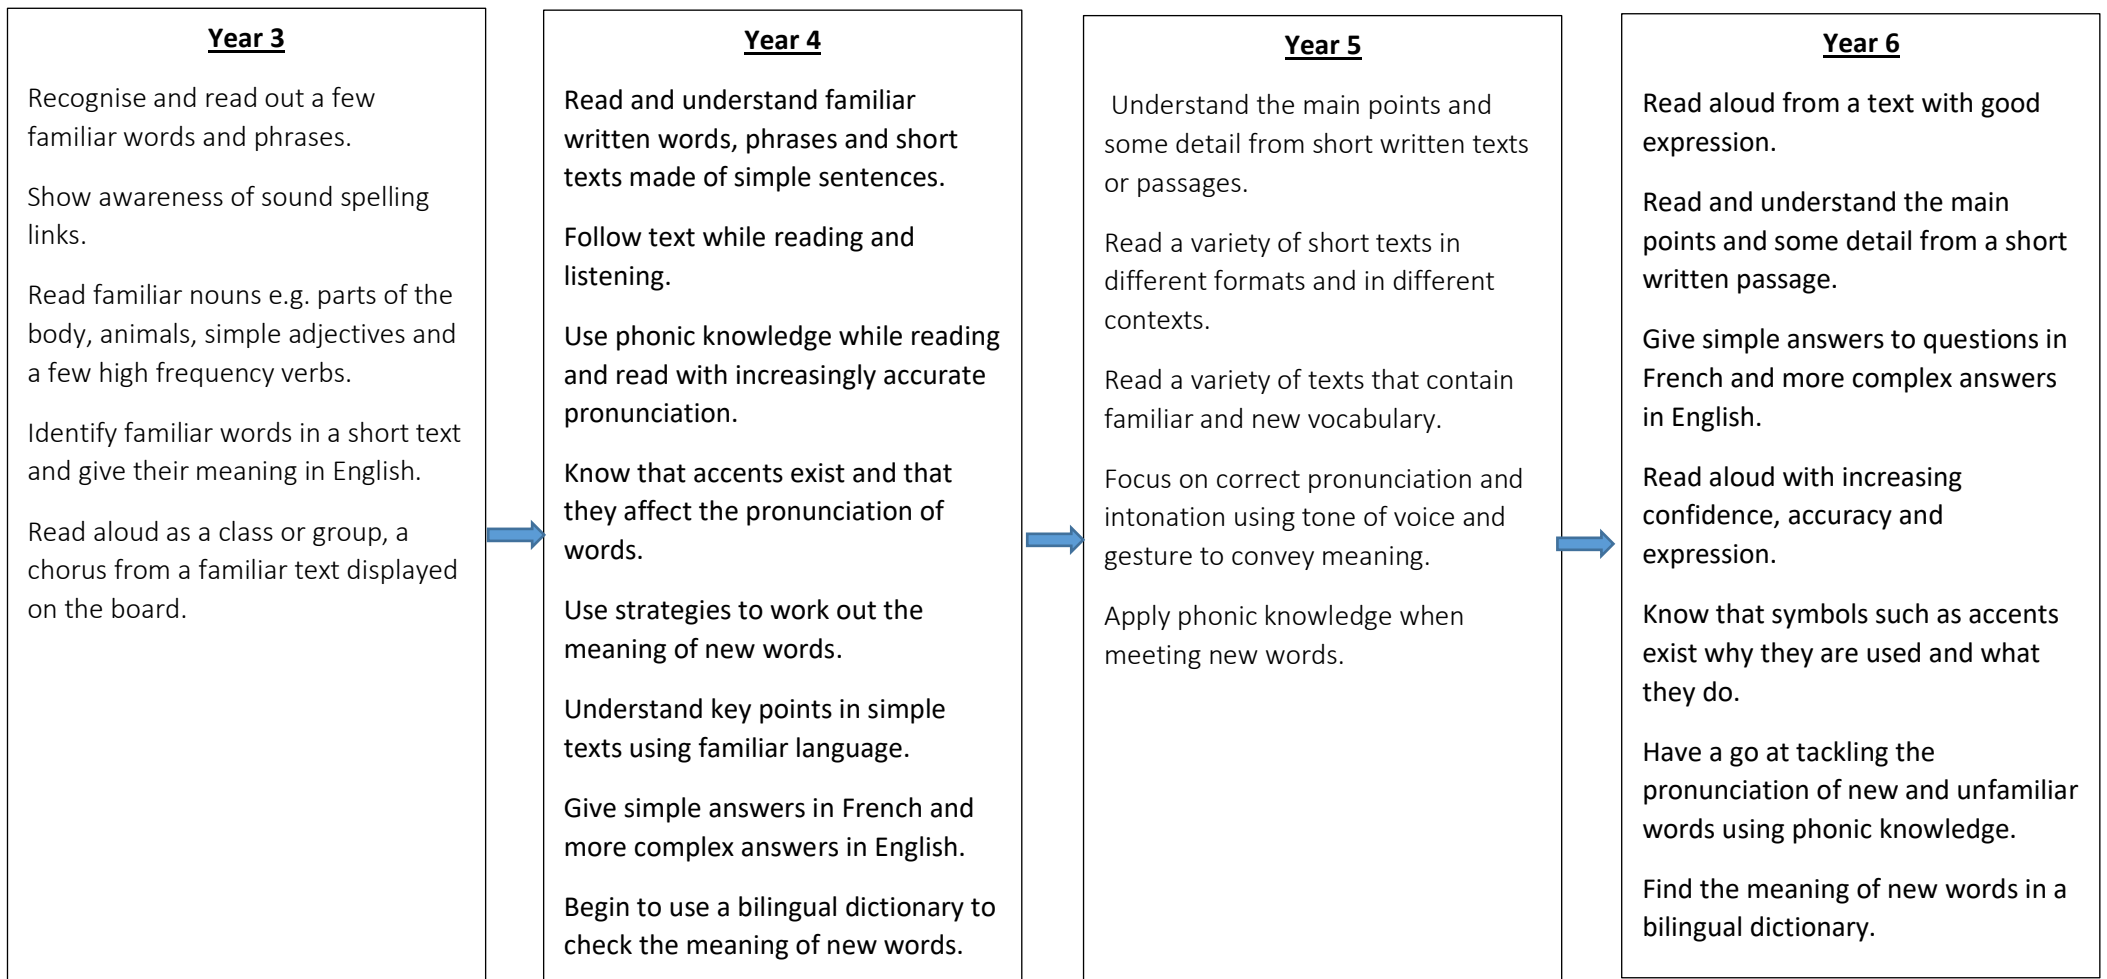 Year 3
Recognise and read out a few
familiar words and phrases.
Show awareness of sound spelling
links.
Read familiar nouns e.g. parts of the
body, animals, simple adjectives and
a few high frequency verbs.
Identify familiar words in a short text
and give their meaning in English.
Read aloud as a class or group, a
chorus from a familiar text displayed
on the board.
Year 4
Read and understand familiar
written words, phrases and short
texts made of simple sentences.
Follow text while reading and
listening.
Use phonic knowledge while reading
and read with increasingly accurate
pronunciation.
Know that accents exist and that
they affect the pronunciation of
words.
Use strategies to work out the
meaning of new words.
Understand key points in simple
texts using familiar language.
Give simple answers in French and
more complex answers in English.
Begin to use a bilingual dictionary to
check the meaning of new words.
Year 5
Understand the main points and
some detail from short written texts
or passages.
Read a variety of short texts in
different formats and in different
contexts.
Read a variety of texts that contain
familiar and new vocabulary.
Focus on correct pronunciation and
intonation using tone of voice and
gesture to convey meaning.
Apply phonic knowledge when
meeting new words.
Year 6
Read aloud from a text with good
expression.
Read and understand the main
points and some detail from a short
written passage.
Give simple answers to questions in
French and more complex answers
in English.
Read aloud with increasing
confidence, accuracy and
expression.
Know that symbols such as accents
exist why they are used and what
they do.
Have a go at tackling the
pronunciation of new and unfamiliar
words using phonic knowledge.
Find the meaning of new words in a
bilingual dictionary.